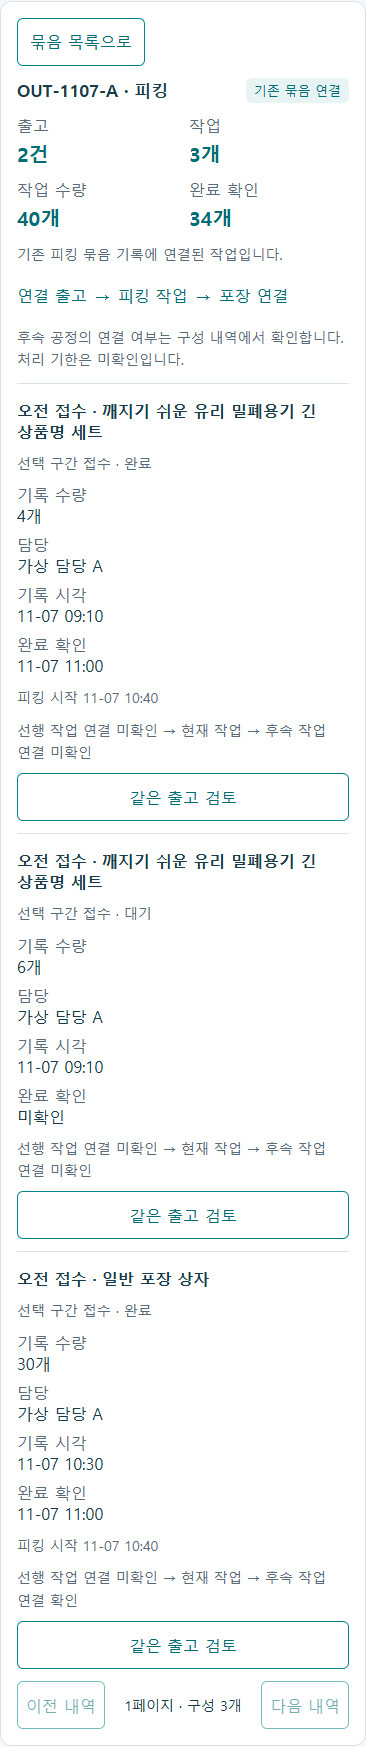 묶음 목록으로
OUT-1107-A · 피킹
기존 묶음 연결
출고
작업
2건
3개
작업 수량
완료 확인
40개
34개
기존 피킹 묶음 기록에 연결된 작업입니다.
연결 출고 → 피킹 작업 → 포장 연결
후속 공정의 연결 여부는 구성 내역에서 확인합니다.
처리 기한은 미확인입니다.
오전 접수 · 깨지기 쉬운 유리 밀폐용기 긴
상품명 세트
선택 구간 접수 · 완료
기록 수량
4개
담당
가상 담당 A
기록 시각
11-07 09:10
완료 확인
11-07 11:00
피킹 시작 11-07 10:40
선행 작업 연결 미확인 → 현재 작업 → 후속 작업
연결 미확인
같은 출고 검토
오전 접수 · 깨지기 쉬운 유리 밀폐용기 긴
상품명 세트
선택 구간 접수 · 대기
기록 수량
6개
담당
가상 담당 A
기록 시각
11-07 09:10
완료 확인
미확인
선행 작업 연결 미확인 → 현재 작업 → 후속 작업
연결 미확인
같은 출고 검토
오전 접수 · 일반 포장 상자
선택 구간 접수 · 완료
기록 수량
30개
담당
가상 담당 A
기록 시각
11-07 10:30
완료 확인
11-07 11:00
피킹 시작 11-07 10:40
선행 작업 연결 미확인 → 현재 작업 → 후속 작업
연결 확인
같은 출고 검토
이전 내역
1페이지 · 구성 3개
다음 내역